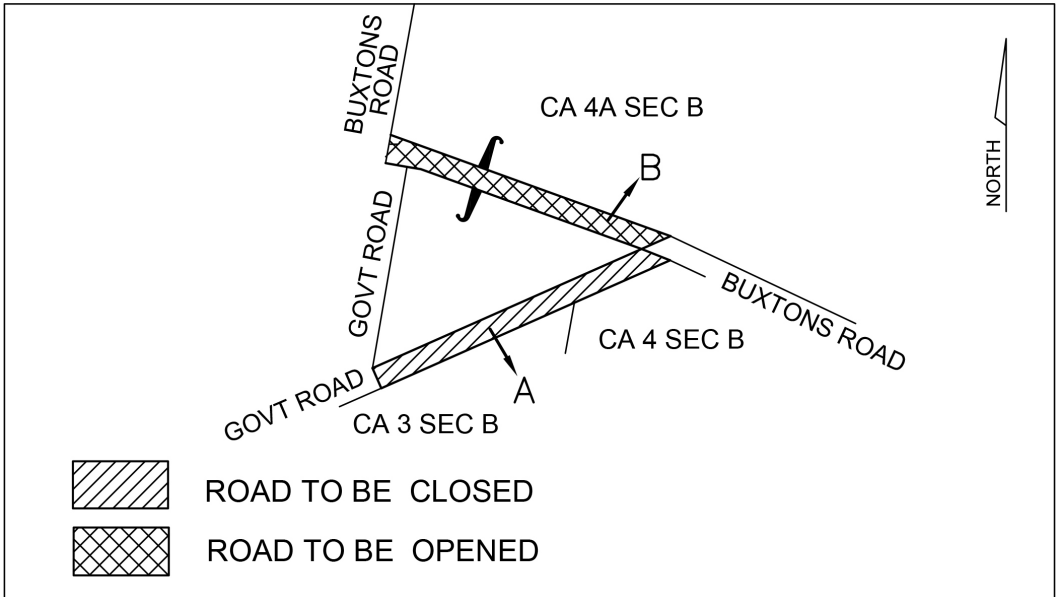 BUXTONS
ROAD
CA 4A SEC B
NORTH
B
GOVT ROAD
BUXTONS ROAD
CA 4 SEC B
A
GOVT ROAD
CA 3 SEC B
ROAD TO BE CLOSED
ROAD TO BE OPENED